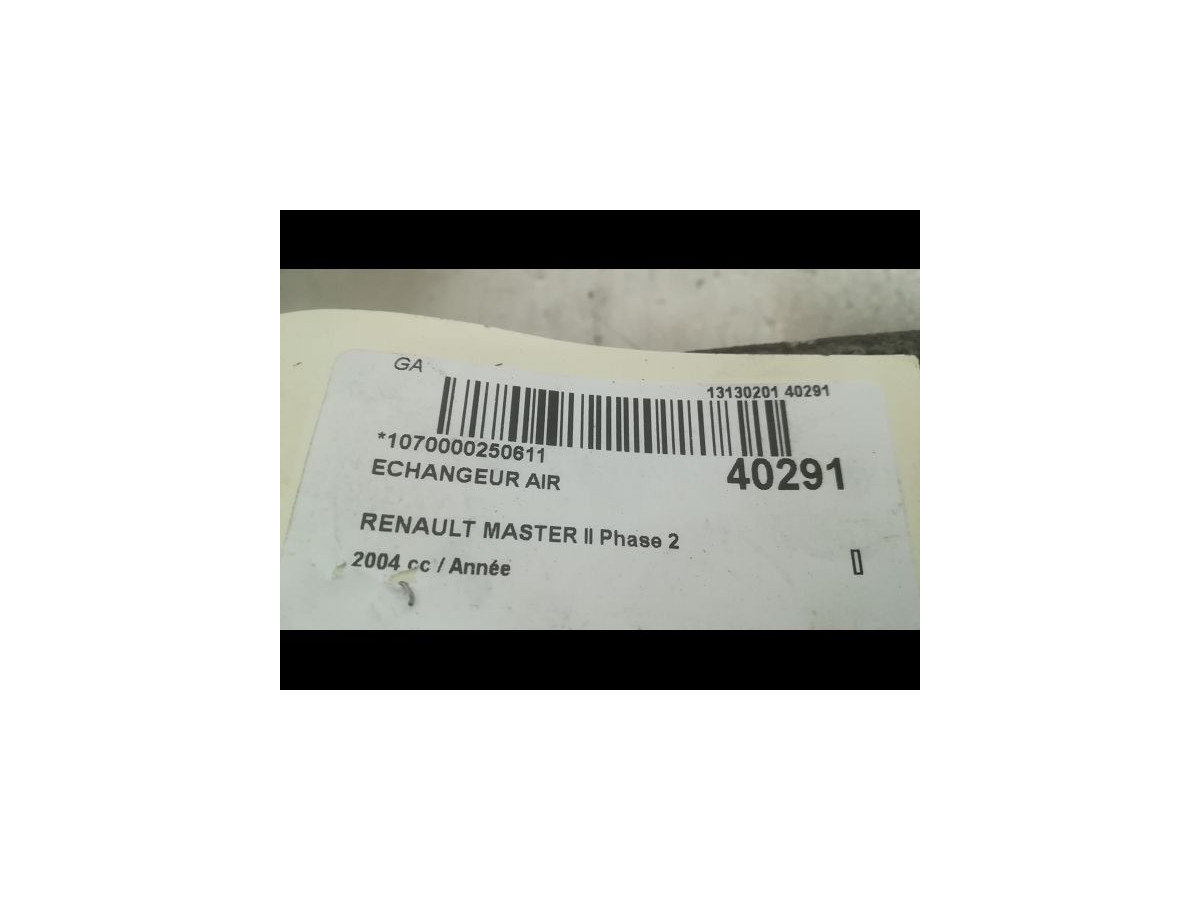 GA
13130201 40291
*1070000250611
40291
ECHANGEUR AIR
RENAULT MASTER II Phase 2
2004 cc / Année